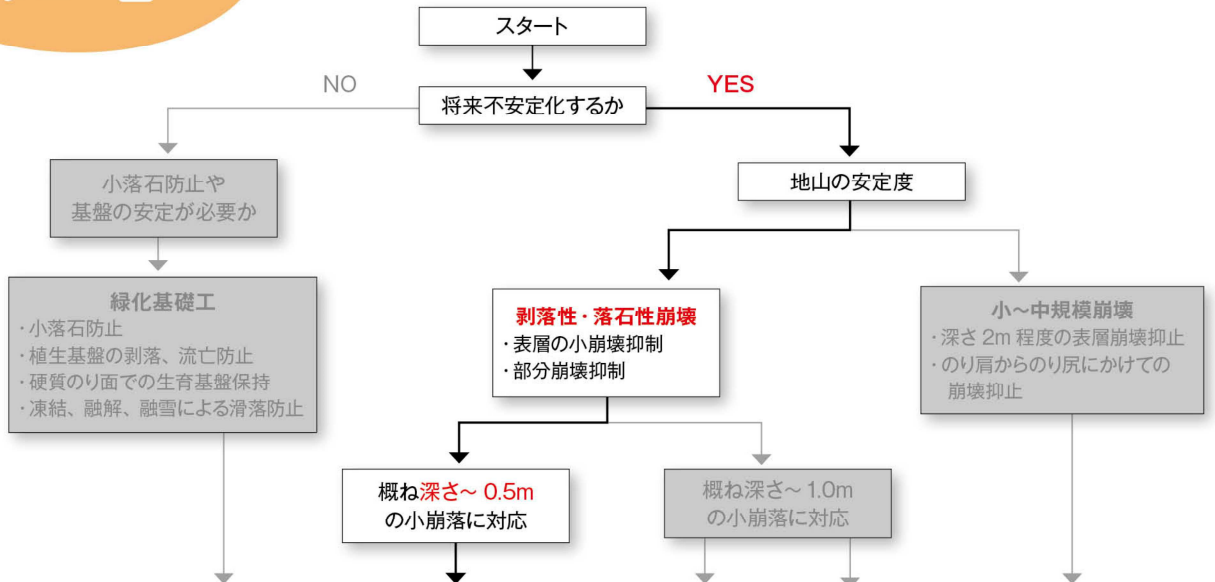 スタート
NO
YES
将来不安定化するか
小落石防止や
基盤の安定が必要か
地山の安定度
緑化基礎工
・小落石防止
・植生基盤の剥落、流亡防止
・硬質のり面での生育基盤保持
・凍結、融解、融雪による滑落防止
剥落性・落石性崩壊
・表層の小崩壊抑制
・部分崩壊抑制
小～中規模崩壊
・深さ 2m 程度の表層崩壊抑止
・のり肩からのり尻にかけての
崩壊抑止
概ね深さ～ 0.5m
の小崩落に対応
概ね深さ～ 1.0m
の小崩落に対応